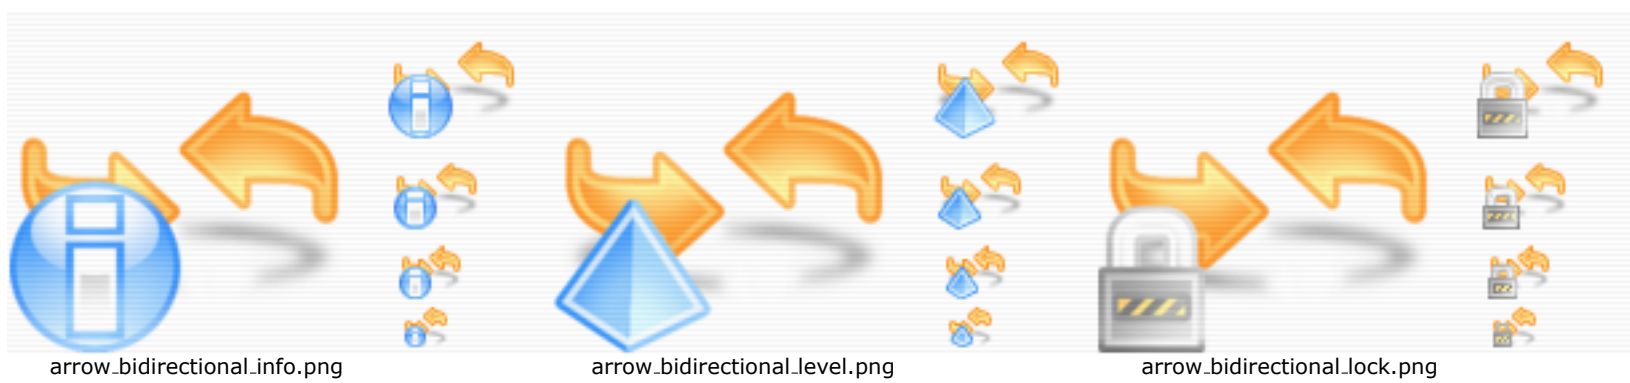 arrow_bidirectional_info.png
arrow_bidirectional_level.png
arrow_bidirectional_lock.png